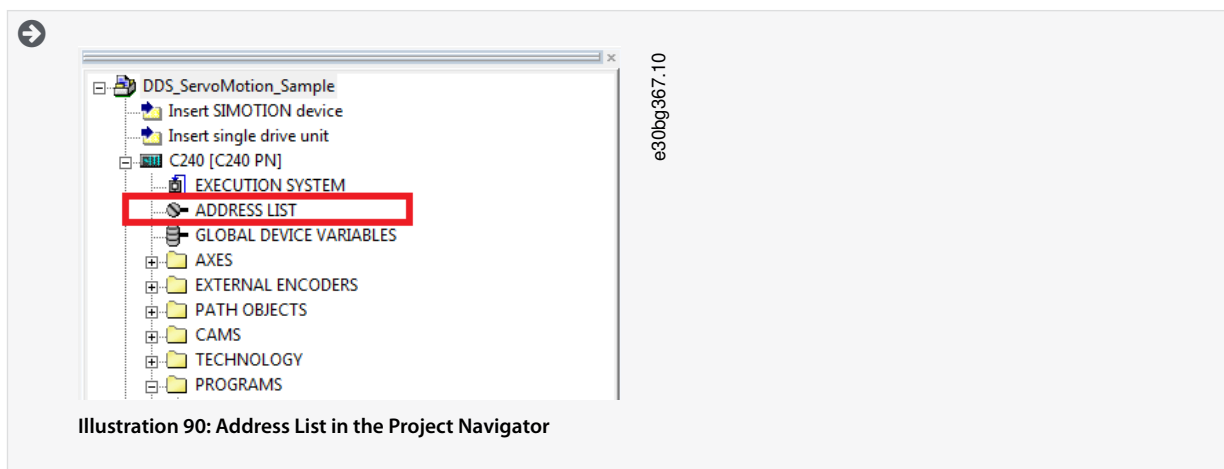 DDS_ServoMotion_Sample
Insert SIMOTION device
Insert single drive unit
C240 [C240 PN]
EXECUTION SYSTEM
ADDRESS LIST
GLOBAL DEVICE VARIABLES
AXES
EXTERNAL ENCODERS
PATH OBJECTS
CAMS
TECHNOLOGY
PROGRAMS
e30bg367.10
Illustration 90: Address List in the Project Navigator